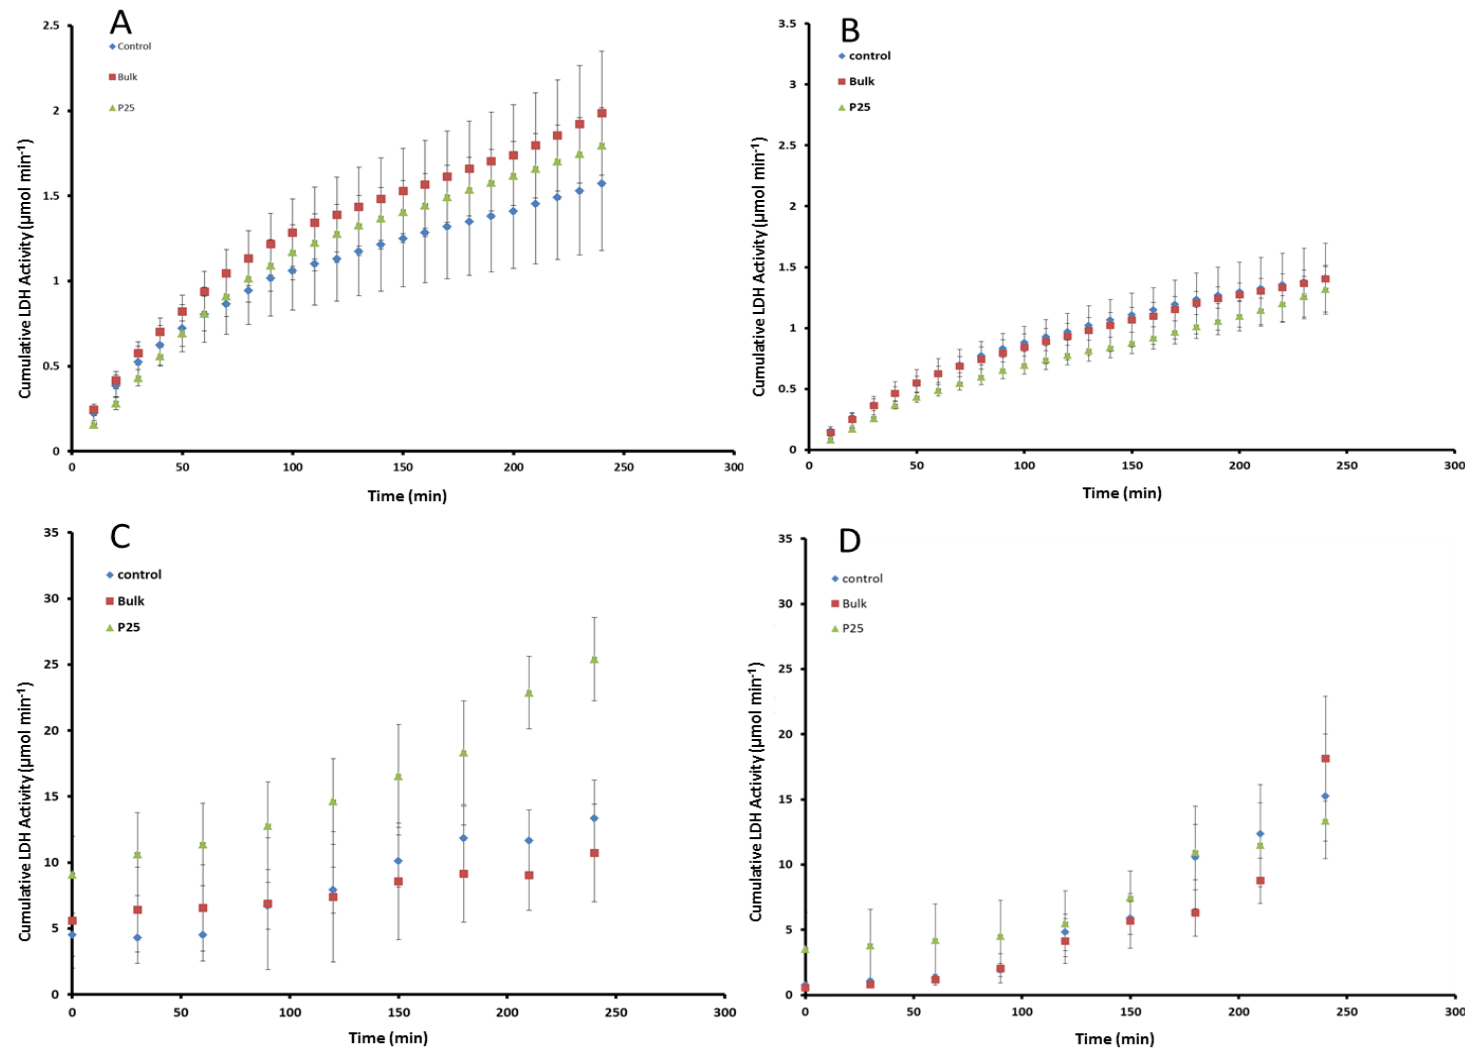 A
Control
Bulk
P25
2.5
2
1.5
1
0.5
0
0 50 100 150 200 250 300
Cumulative LDH Activity (µmol min-1)
Time (min)
B
control
Bulk
P25
3.5
3
2.5
2
1.5
1
0.5
0
0 50 100 150 200 250 300
Cumulative LDH Activity (µmol min-1)
Time (min)
C
control
Bulk
P25
35
30
25
20
15
10
5
0
0 50 100 150 200 250 300
Cumulative LDH Activity (µmol min-1)
Time (min)
D
control
Bulk
P25
35
30
25
20
15
10
5
0
0 50 100 150 200 250 300
Cumulative LDH Activity (µmol min-1)
Time (min)